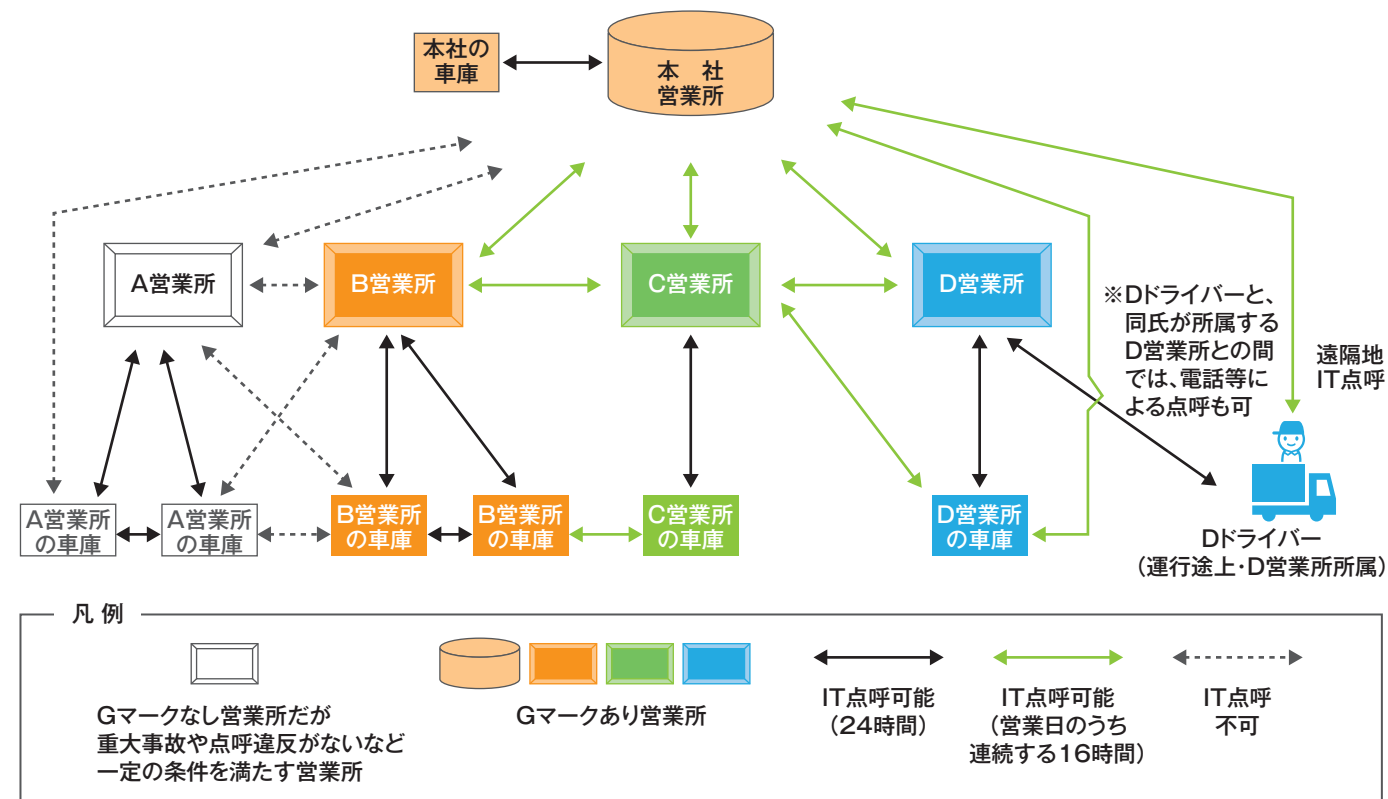 本社の
車庫
本　社
営業所
A営業所
B営業所
C営業所
D営業所
※Dドライバーと、
同氏が所属する
D営業所との間
では、電話等に
よる点呼も可
遠隔地
IT点呼
A営業所
の車庫
A営業所
の車庫
B営業所
の車庫
B営業所
の車庫
C営業所
の車庫
D営業所
の車庫
Dドライバー
（運行途上・D営業所所属）
凡 例
Gマークなし営業所だが
重大事故や点呼違反がないなど
一定の条件を満たす営業所
Gマークあり営業所
IT点呼可能
（24時間）
IT点呼可能
（営業日のうち
連続する16時間）
IT点呼
不可